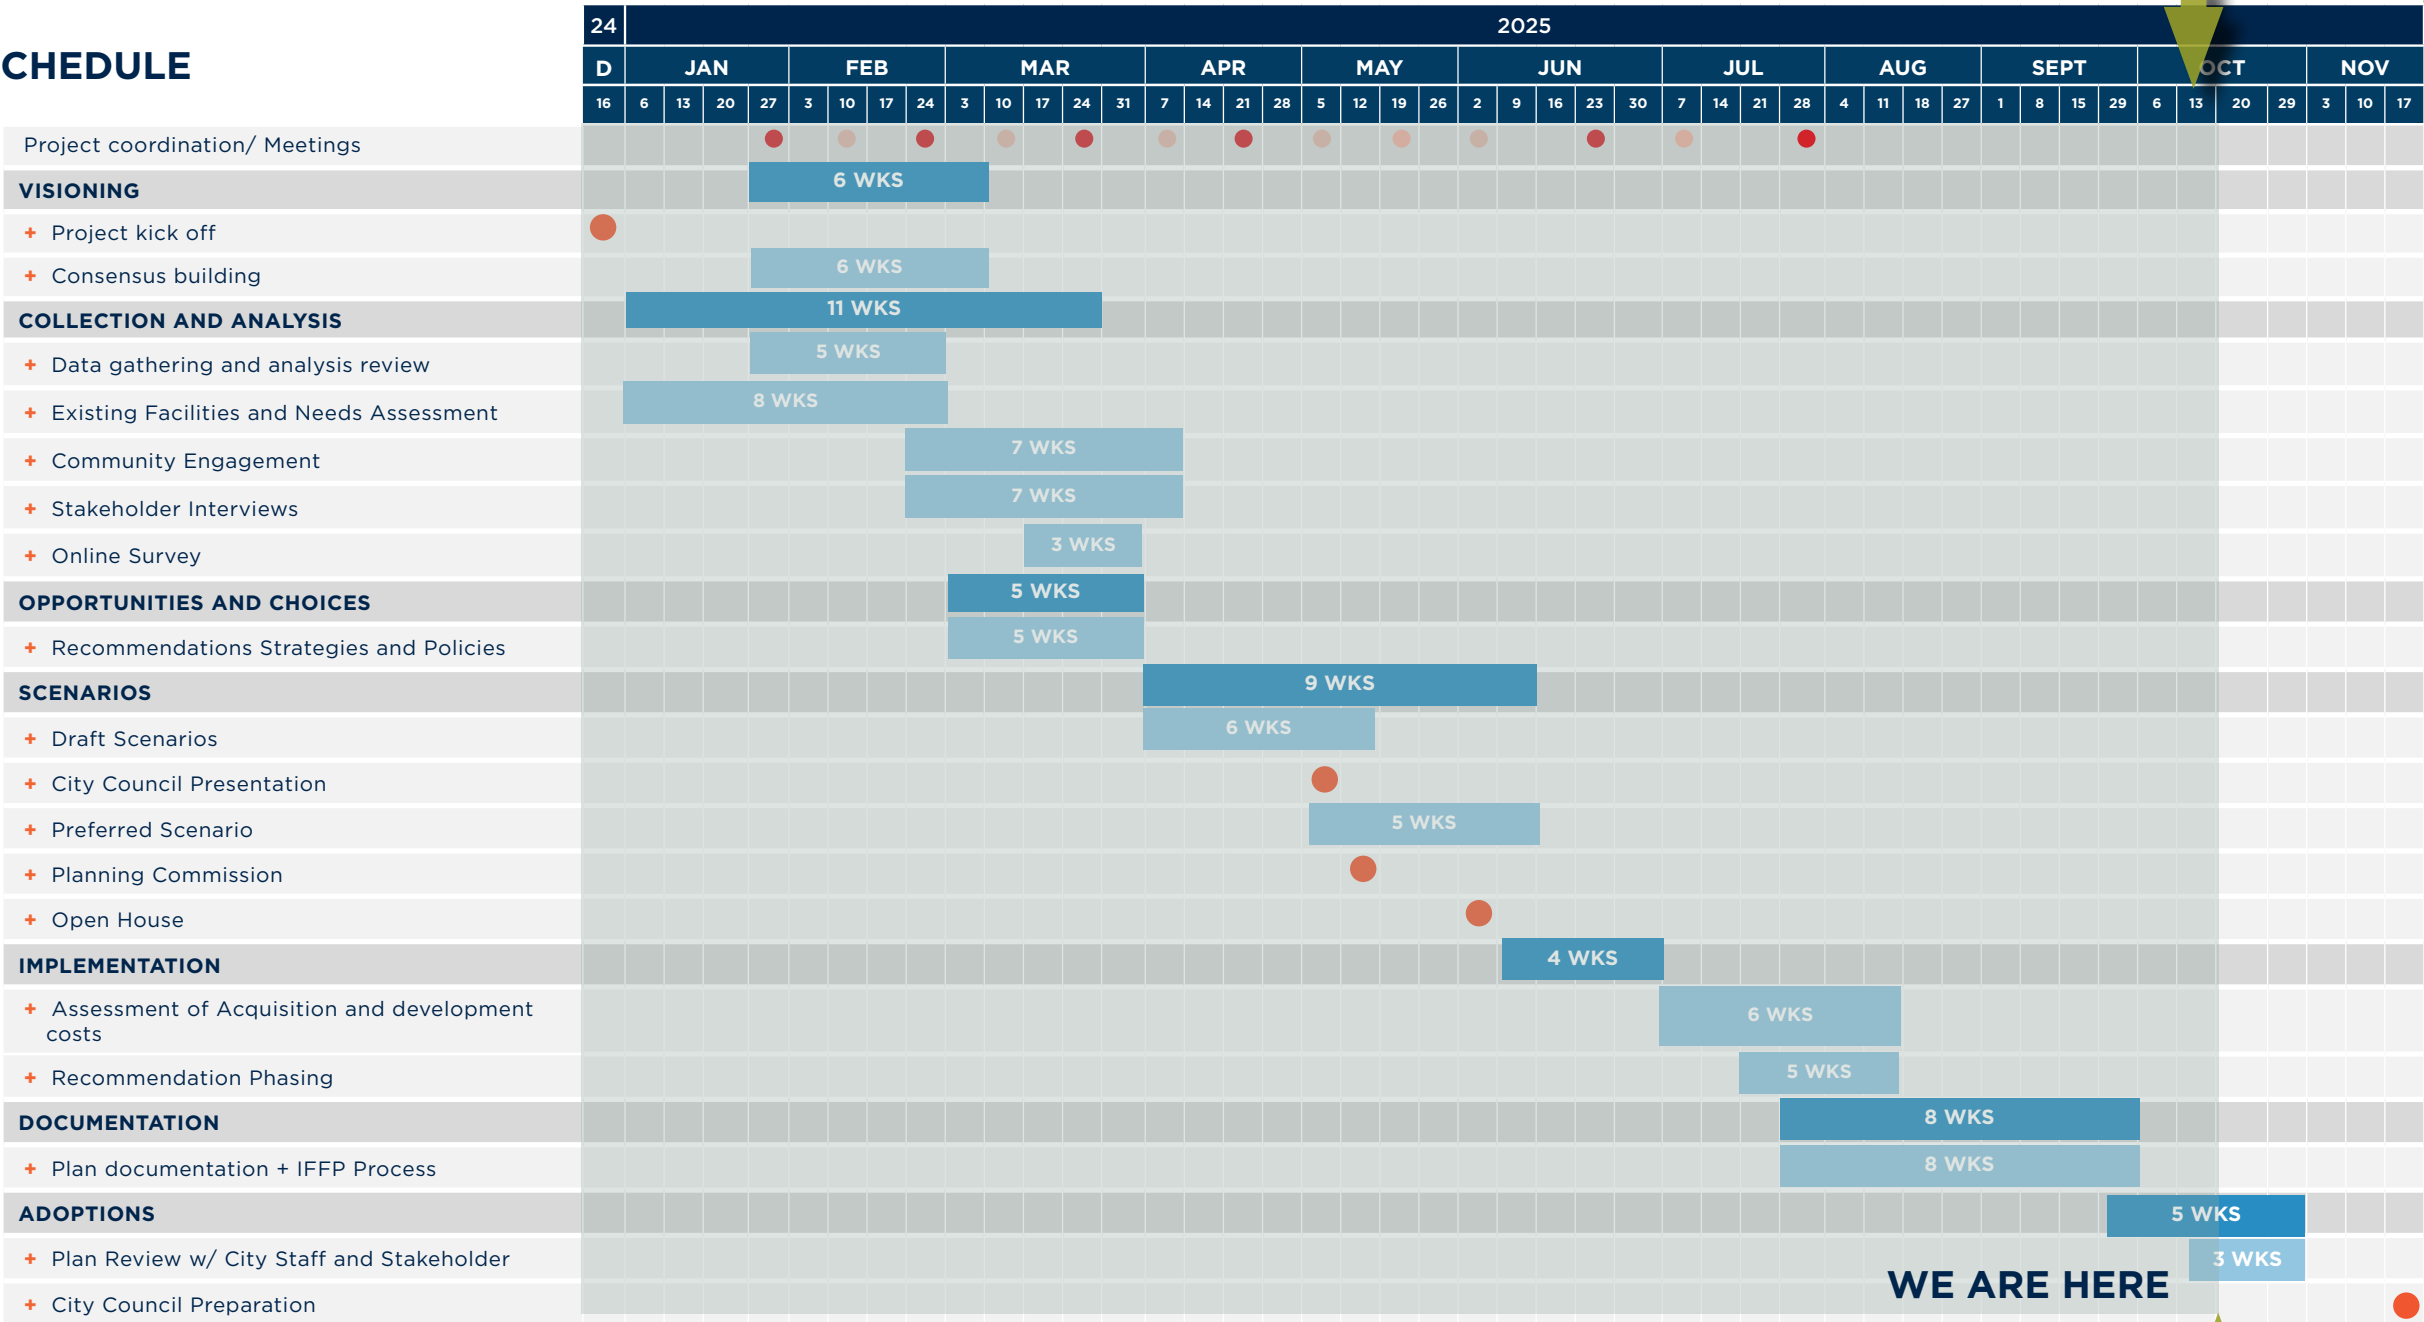 24 2025
CHEDULE
D JAN FEB MAR APR MAY JUN JUL AUG SEPT OCT NOV
16 6 13 20 27 3 10 17 24 3 10 17 24 31 7 14 21 28 5 12 19 26 2 9 16 23 30 7 14 21 28 4 11 18 27 1 8 15 29 6 13 20 29 3 10 17
Project coordination/ Meetings
VISIONING 6 WKS
+ Project kick off
+ Consensus building 6 WKS
COLLECTION AND ANALYSIS 11 WKS
+ Data gathering and analysis review 5 WKS
+ Existing Facilities and Needs Assessment 8 WKS
+ Community Engagement 7 WKS
+ Stakeholder Interviews 7 WKS
+ Online Survey 3 WKS
OPPORTUNITIES AND CHOICES 5 WKS
+ Recommendations Strategies and Policies 5 WKS
SCENARIOS 9 WKS
+ Draft Scenarios 6 WKS
+ City Council Presentation
+ Preferred Scenario 5 WKS
+ Planning Commission
+ Open House
IMPLEMENTATION 4 WKS
+ Assessment of Acquisition and development
costs 6 WKS
+ Recommendation Phasing 5 WKS
DOCUMENTATION 8 WKS
+ Plan documentation + IFFP Process 8 WKS
ADOPTIONS 5 WKS
+ Plan Review w/ City Staff and Stakeholder 3 WKS
WE ARE HERE
+ City Council Preparation